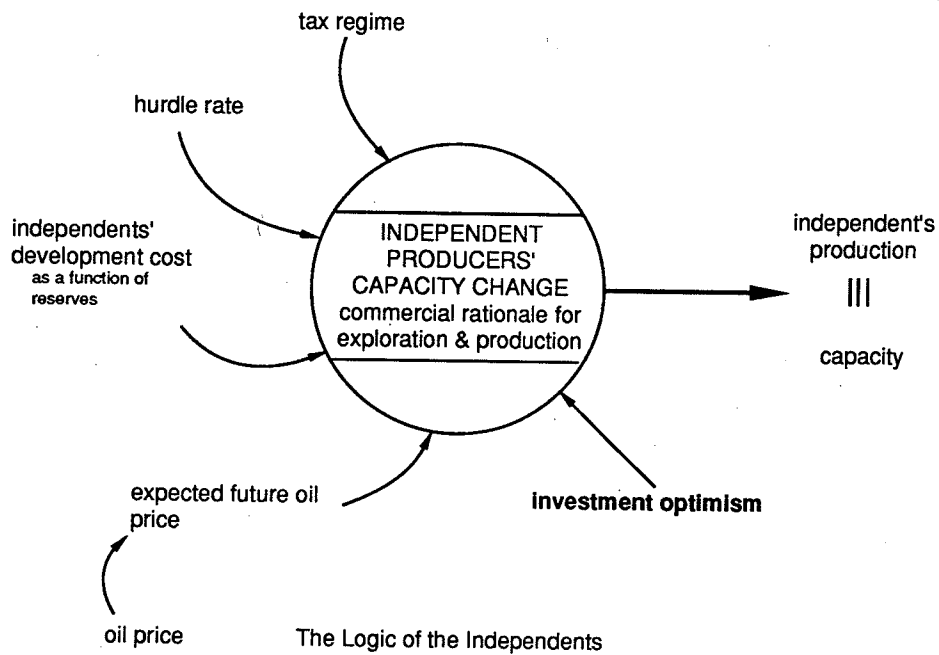 tax regime
hurdle rate
independents'
development cost
as a function of
reserves
INDEPENDENT
PRODUCERS'
CAPACITY CHANGE
commercial rationale for
exploration & production
independent's
production
|||
capacity
expected future oil
price
investment optimism
oil price
The Logic of the Independents